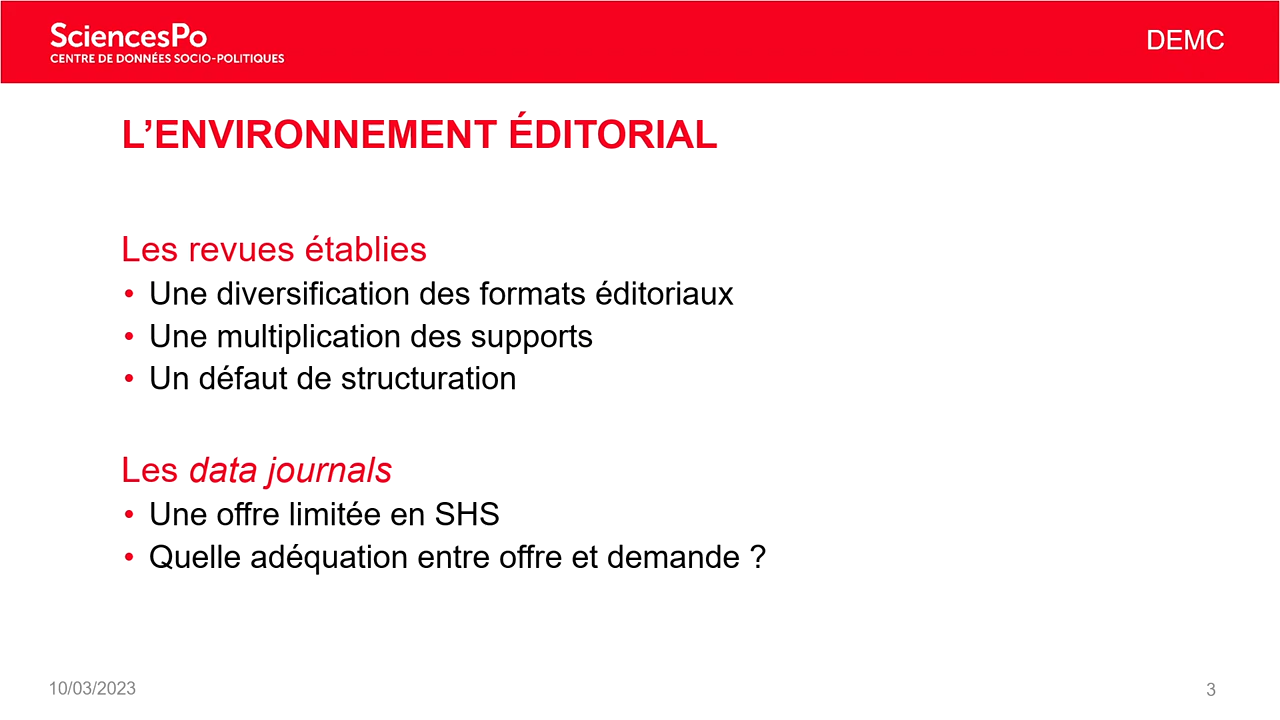 SciencesPo
CENTRE DE DONNÉES SOCIO-POLITIQUES
DEMC
L’ENVIRONNEMENT ÉDITORIAL
Les revues établies
• Une diversification des formats éditoriaux
• Une multiplication des supports
• Un défaut de structuration
Les data journals
• Une offre limitée en SHS
• Quelle adéquation entre offre et demande ?
10/03/2023
3